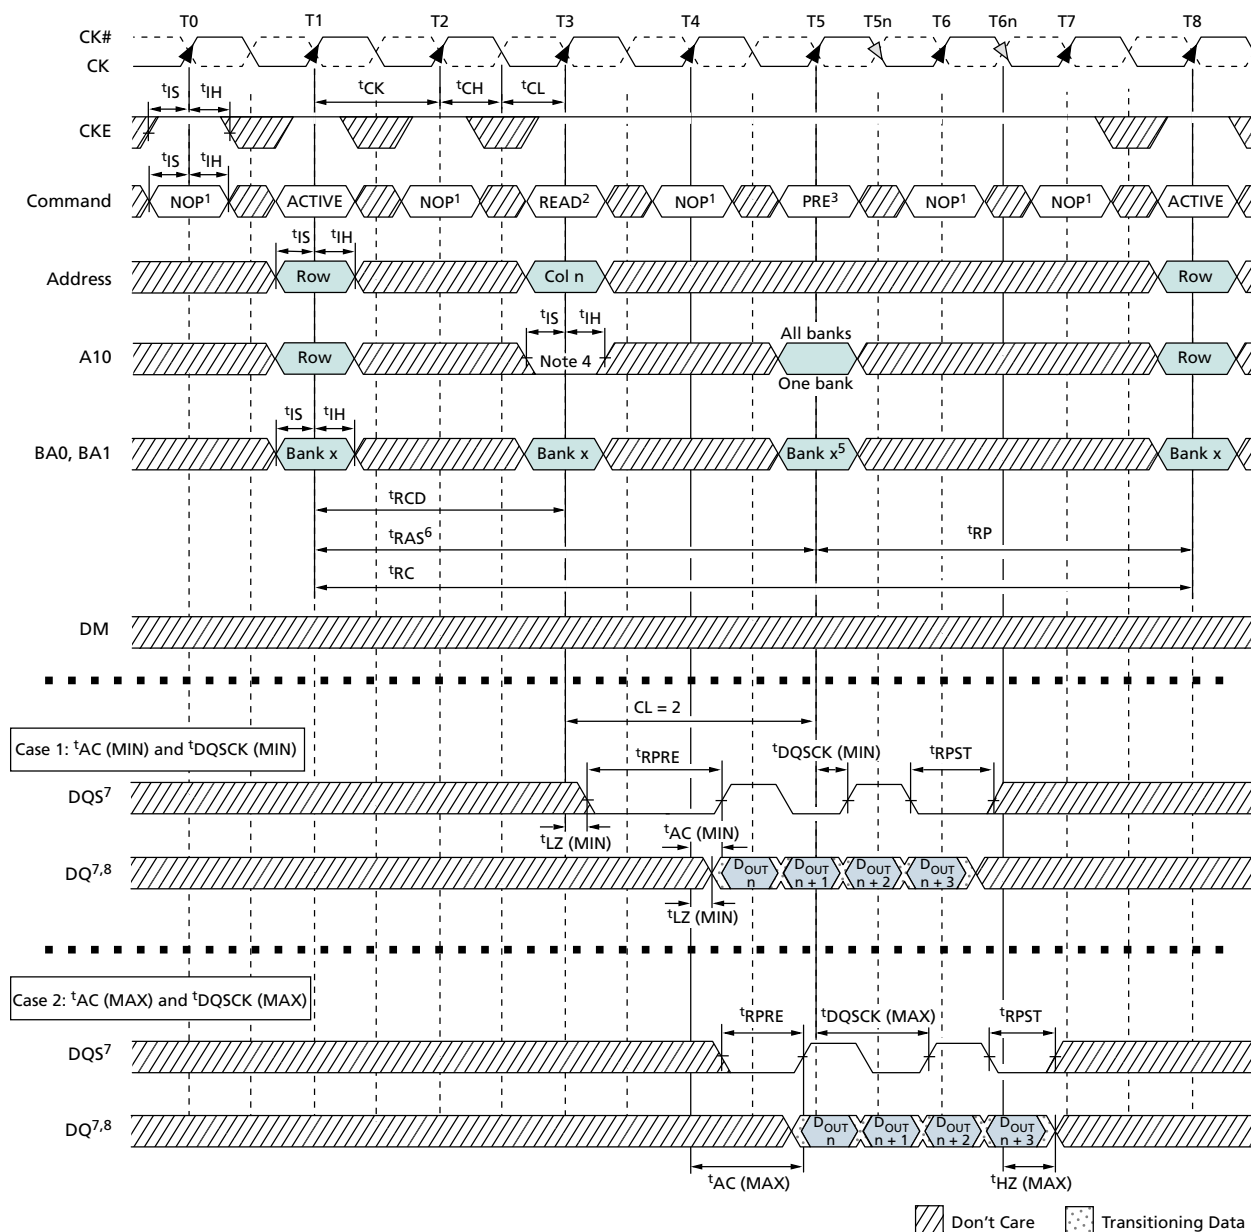 T0 T1 T2 T3 T4 T5 T5n T6 T6n T7 T8
CK#
CK
tIS tIH tCK tCH tCL
CKE
tIS tIH
Command NOP1 ACTIVE NOP1 READ2 NOP1 PRE3 NOP1 NOP1 ACTIVE
tIS tIH
Address Row Col n Row
tIS tIH All banks
A10 Row Note 4 Row
One bank
tIS tIH
BA0, BA1 Bank x Bank x Bank x5 Bank x
tRCD
tRAS6 tRP
tRC
DM
CL = 2
Case 1: tAC (MIN) and tDQSCK (MIN)
tRPRE tDQSCK (MIN) tRPST
DQS7
tLZ (MIN) tAC (MIN)
DQ7,8 DOUT n DOUT n + 1 DOUT n + 2 DOUT n + 3
tLZ (MIN)
Case 2: tAC (MAX) and tDQSCK (MAX)
tRPRE tDQSCK (MAX) tRPST
DQS7
DQ7,8 DOUT n DOUT n + 1 DOUT n + 2 DOUT n + 3
tAC (MAX) tHZ (MAX)
Don't Care Transitioning Data